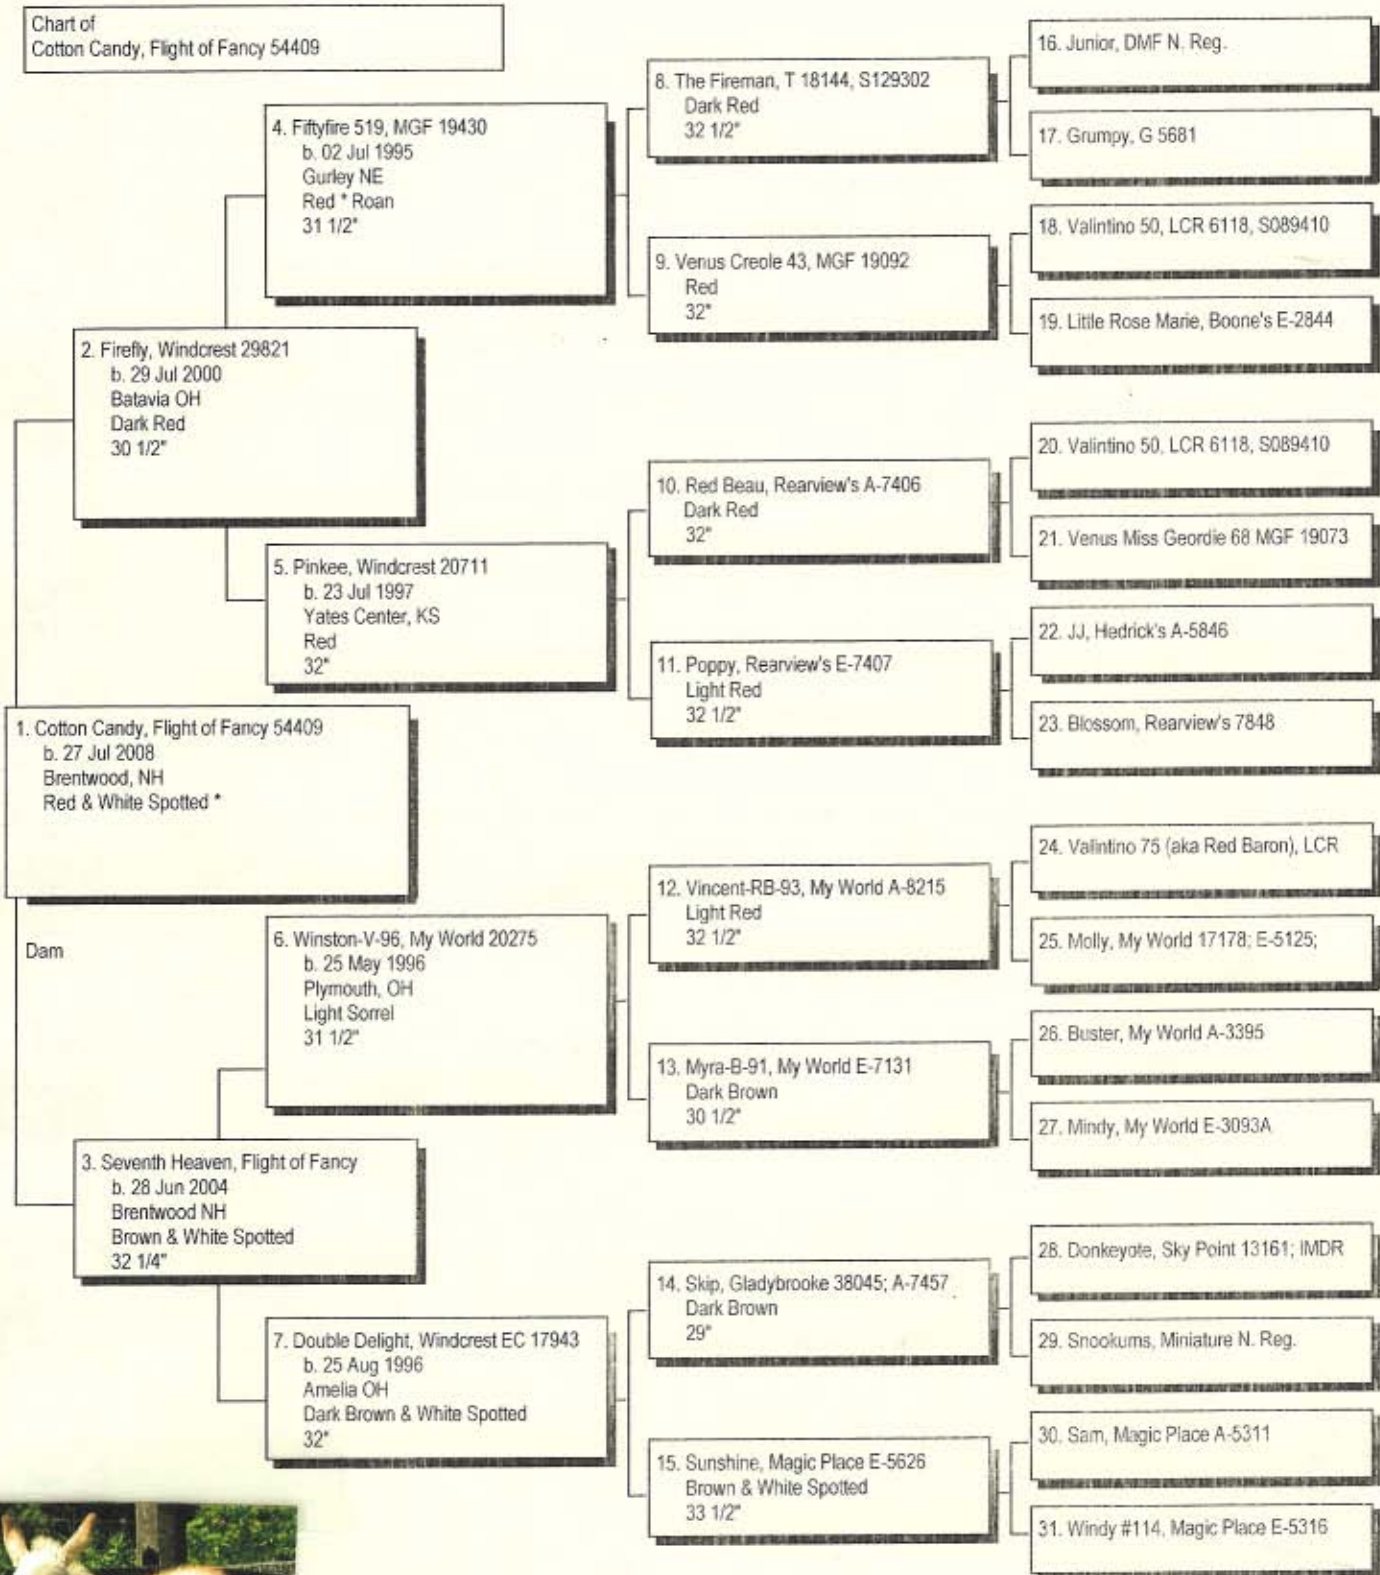 Chart of
Cotton Candy, Flight of Fancy 54409
1. Cotton Candy, Flight of Fancy 54409
b. 27 Jul 2008
Brentwood, NH
Red & White Spotted *
Dam
2. Firefly, Windcrest 29821
b. 29 Jul 2000
Batavia OH
Dark Red
30 1/2"
3. Seventh Heaven, Flight of Fancy
b. 28 Jun 2004
Brentwood NH
Brown & White Spotted
32 1/4"
4. Fiftyfire 519, MGF 19430
b. 02 Jul 1995
Gurley NE
Red * Roan
31 1/2"
5. Pinkee, Windcrest 20711
b. 23 Jul 1997
Yates Center, KS
Red
32"
6. Winston-V-96, My World 20275
b. 25 May 1996
Plymouth, OH
Light Sorrel
31 1/2"
7. Double Delight, Windcrest EC 17943
b. 25 Aug 1996
Amelia OH
Dark Brown & White Spotted
32"
8. The Fireman, T 18144, S129302
Dark Red
32 1/2"
9. Venus Creole 43, MGF 19092
Red
32"
10. Red Beau, Rearview's A-7406
Dark Red
32"
11. Poppy, Rearview's E-7407
Light Red
32 1/2"
12. Vincent-RB-93, My World A-8215
Light Red
32 1/2"
13. Myra-B-91, My World E-7131
Dark Brown
30 1/2"
14. Skip, Gladybrooke 38045; A-7457
Dark Brown
29"
15. Sunshine, Magic Place E-5626
Brown & White Spotted
33 1/2"
16. Junior, DMF N. Reg.
17. Grumpy, G 5681
18. Valintino 50, LCR 6118, S089410
19. Little Rose Marie, Boone's E-2844
20. Valintino 50, LCR 6118, S089410
21. Venus Miss Geordie 68 MGF 19073
22. JJ, Hedrick's A-5846
23. Blossom, Rearview's 7848
24. Valintino 75 (aka Red Baron), LCR
25. Molly, My World 17178; E-5125;
26. Buster, My World A-3395
27. Mindy, My World E-3093A
28. Donkeyote, Sky Point 13161; IMDR
29. Snookums, Miniature N. Reg.
30. Sam, Magic Place A-5311
31. Windy #114, Magic Place E-5316